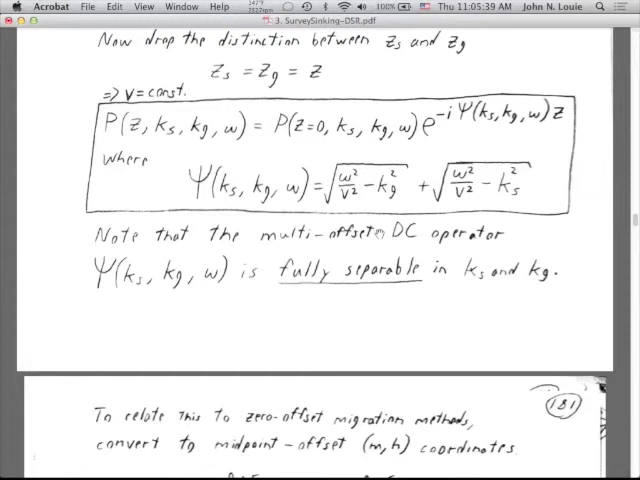 Acrobat File Edit View Window Help 100% Thu 11:05:39 AM John N. Louie
3. SurveySinking-DSR.pdf
Now drop the distinction between zs and zg
zs = zg = z
⇒ v=const.
P(z, ks, kg, w) = P(z=0, ks, kg, w) e^-iΨ(ks, kg, w) z
where
Ψ(ks, kg, w) = √(w²/v² - kg²) + √(w²/v² - ks²)
Note that the multi-offset DC operator
Ψ(ks, kg, w) is fully separable in ks and kg.
181
To relate this to zero-offset migration methods,
convert to midpoint-offset (m, h) coordinates.